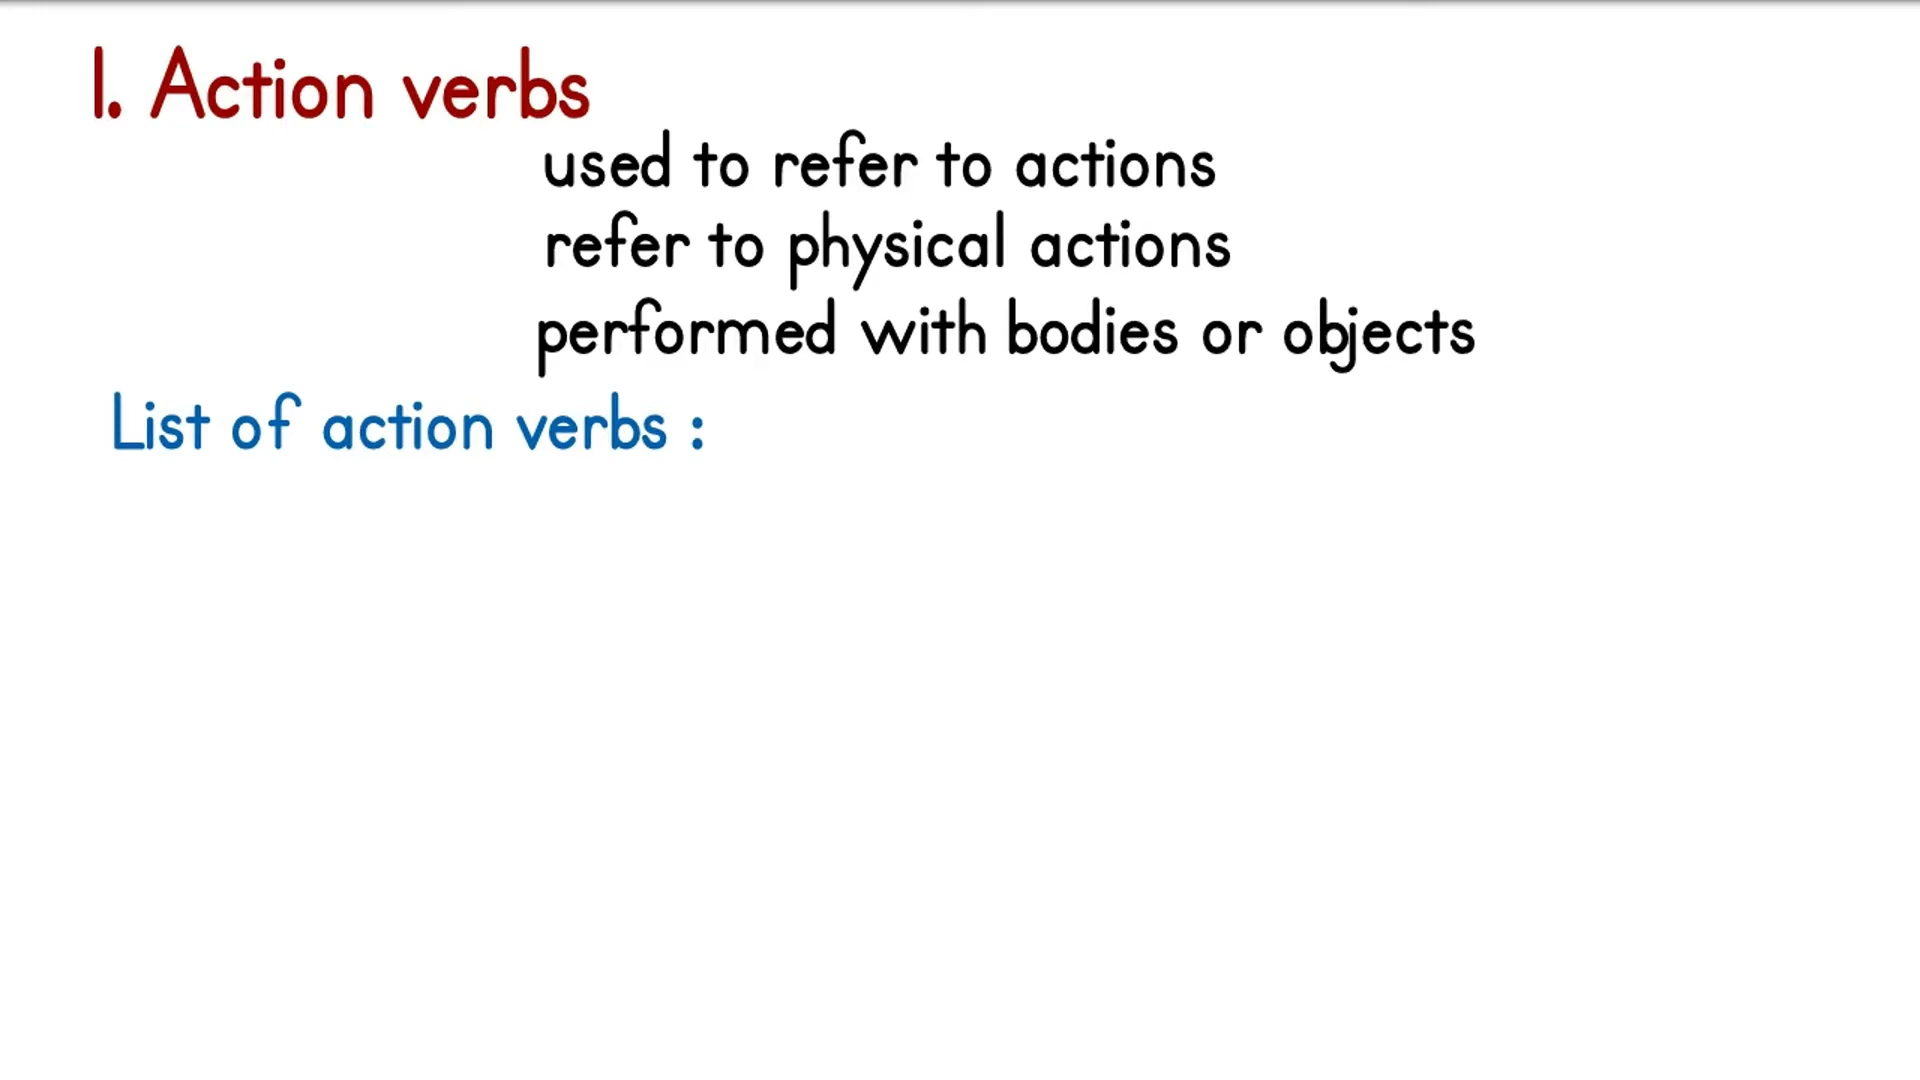 1. Action verbs
used to refer to actions
refer to physical actions
performed with bodies or objects
List of action verbs :